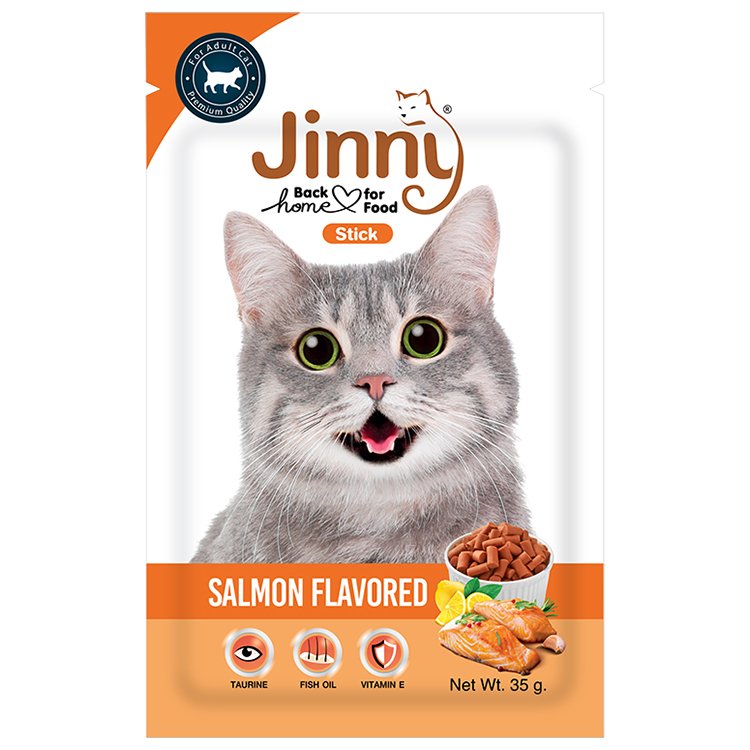 For Adult Cat
Premium Quality
Jinny®
Back home for Food
Stick
SALMON FLAVORED
TAURINE
FISH OIL
VITAMIN E
Net Wt. 35 g.